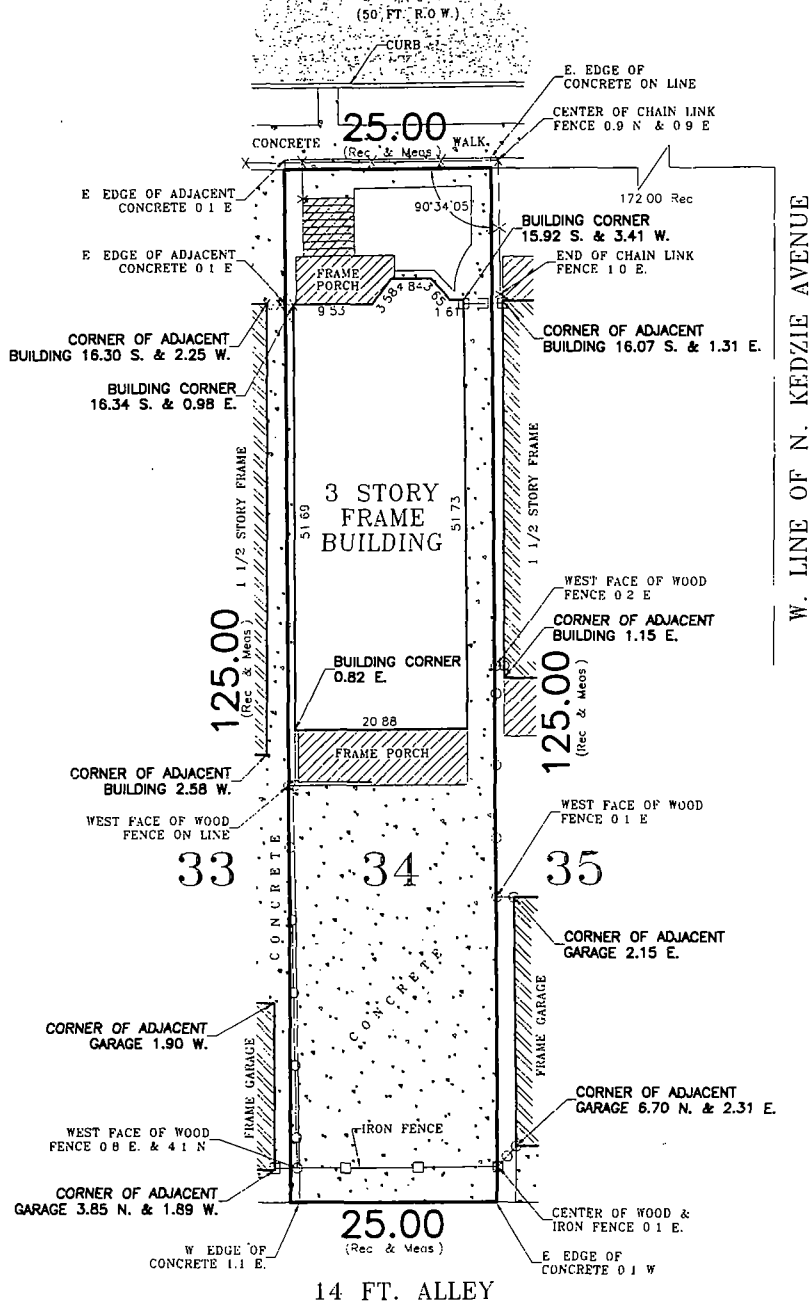 (50 FT. R.O.W.)
CURB
E. EDGE OF
CONCRETE ON LINE
CENTER OF CHAIN LINK
FENCE 0.9 N & 0.9 E
CONCRETE
25.00
(Rec & Meas)
WALK.
172.00 Rec
E EDGE OF ADJACENT
CONCRETE 0.1 E
90°34'05"
BUILDING CORNER
15.92 S. & 3.41 W.
E EDGE OF ADJACENT
CONCRETE 0.1 E
FRAME
PORCH
END OF CHAIN LINK
FENCE 1.0 E.
9.53
3.58
4.84
3.65
1.61
CORNER OF ADJACENT
BUILDING 16.30 S. & 2.25 W.
CORNER OF ADJACENT
BUILDING 16.07 S. & 1.31 E.
BUILDING CORNER
16.34 S. & 0.98 E.
W. LINE OF N. KEDZIE AVENUE
1 1/2 STORY FRAME
3 STORY
FRAME
BUILDING
51.69
51.73
1 1/2 STORY FRAME
WEST FACE OF WOOD
FENCE 0.2 E
CORNER OF ADJACENT
BUILDING 1.15 E.
125.00
(Rec & Meas)
BUILDING CORNER
0.82 E.
125.00
(Rec & Meas)
20.88
FRAME PORCH
CORNER OF ADJACENT
BUILDING 2.58 W.
WEST FACE OF WOOD
FENCE ON LINE
WEST FACE OF WOOD
FENCE 0.1 E
33
34
35
CONCRETE
CONCRETE
CORNER OF ADJACENT
GARAGE 2.15 E.
CORNER OF ADJACENT
GARAGE 1.90 W.
FRAME GARAGE
FRAME GARAGE
CORNER OF ADJACENT
GARAGE 6.70 N. & 2.31 E.
WEST FACE OF WOOD
FENCE 0.8 E. & 4.1 N
IRON FENCE
CORNER OF ADJACENT
GARAGE 3.85 N. & 1.89 W.
CENTER OF WOOD &
IRON FENCE 0.1 E.
25.00
(Rec & Meas)
W EDGE OF
CONCRETE 1.1 E.
E EDGE OF
CONCRETE 0.1 W
14 FT. ALLEY